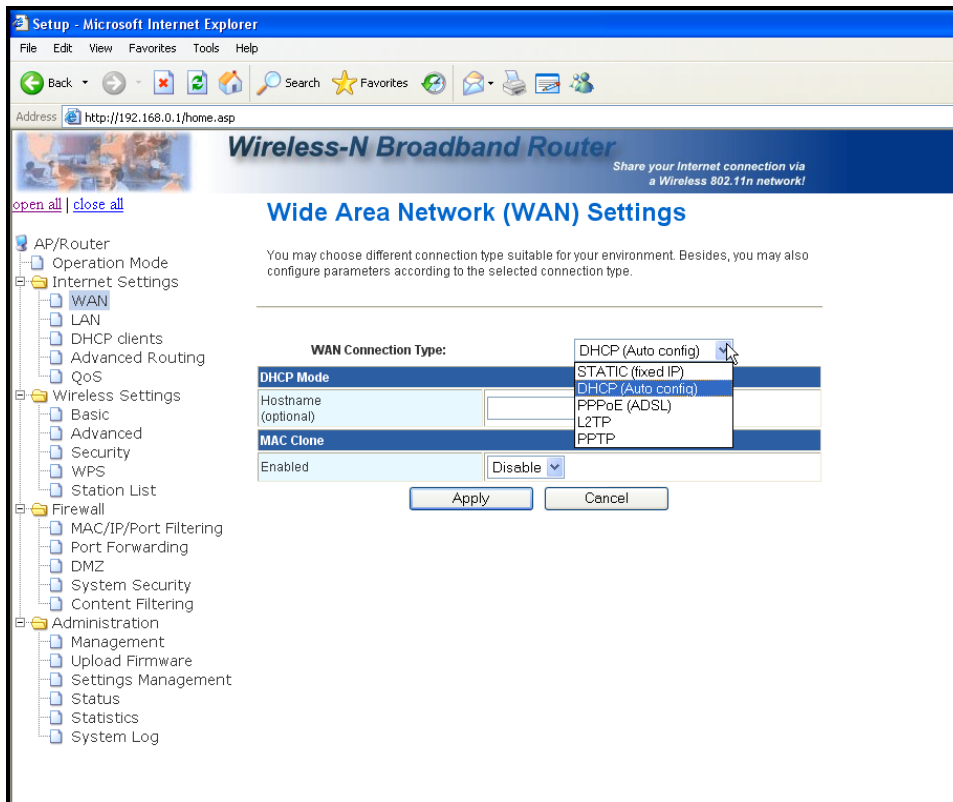 Setup - Microsoft Internet Explorer
File Edit View Favorites Tools Help
Back Search Favorites
Address http://192.168.0.1/home.asp
Wireless-N Broadband Router
Share your Internet connection via
a Wireless 802.11n network!
open all | close all
AP/Router
Operation Mode
Internet Settings
WAN
LAN
DHCP clients
Advanced Routing
QoS
Wireless Settings
Basic
Advanced
Security
WPS
Station List
Firewall
MAC/IP/Port Filtering
Port Forwarding
DMZ
System Security
Content Filtering
Administration
Management
Upload Firmware
Settings Management
Status
Statistics
System Log
Wide Area Network (WAN) Settings
You may choose different connection type suitable for your environment. Besides, you may also
configure parameters according to the selected connection type.
WAN Connection Type: DHCP (Auto config)
STATIC (fixed IP)
DHCP (Auto config)
PPPoE (ADSL)
L2TP
PPTP
DHCP Mode
Hostname
(optional)
MAC Clone
Enabled Disable
Apply Cancel